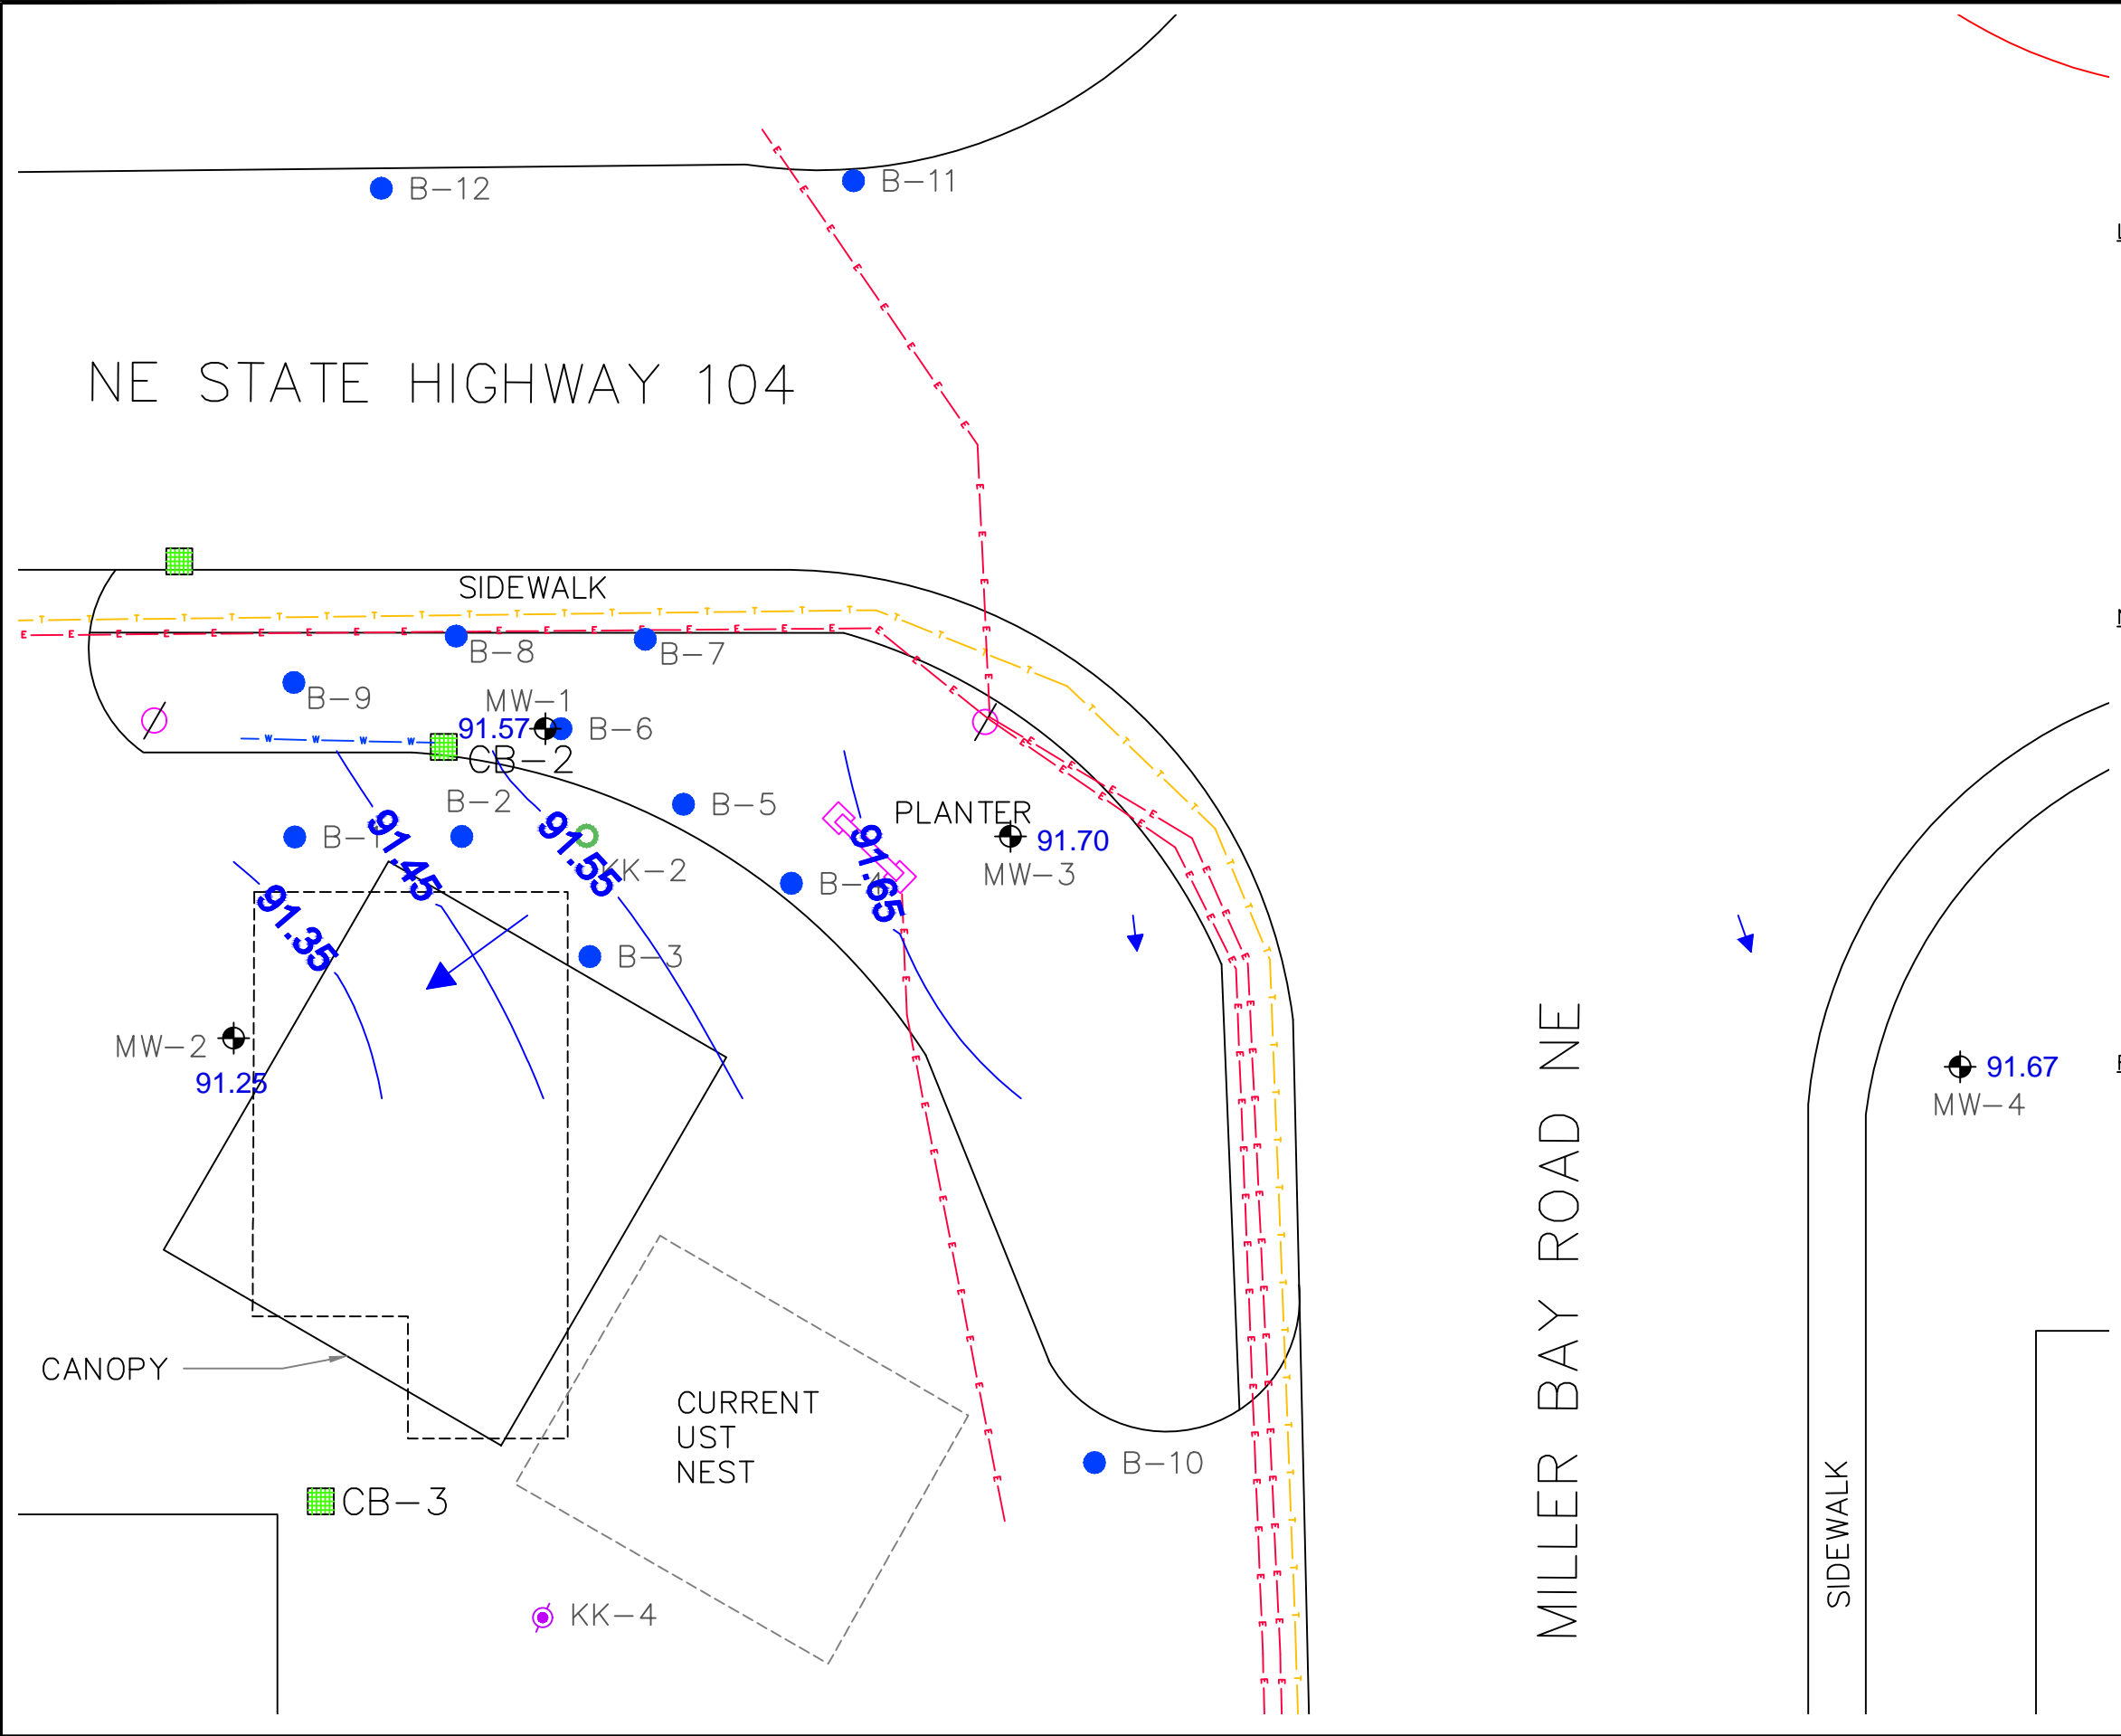 B-12
B-11
NE STATE HIGHWAY 104
SIDEWALK
B-8
B-7
B-9
MW-1
91.57
B-6
CB-2
B-2
B-5
PLANTER
B-1
91.45
91.55
KK-2
91.65
91.70
MW-3
B-4
91.35
B-3
MW-2
91.25
91.67
MW-4
MILLER BAY ROAD NE
CANOPY
CURRENT
UST
NEST
B-10
SIDEWALK
CB-3
KK-4